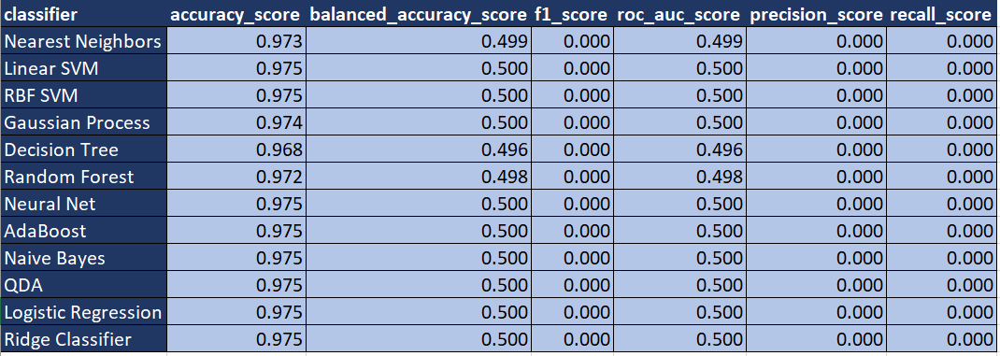 classifier accuracy_score balanced_accuracy_score f1_score roc_auc_score precision_score recall_score
Nearest Neighbors 0.973 0.499 0.000 0.499 0.000 0.000
Linear SVM 0.975 0.500 0.000 0.500 0.000 0.000
RBF SVM 0.975 0.500 0.000 0.500 0.000 0.000
Gaussian Process 0.974 0.500 0.000 0.500 0.000 0.000
Decision Tree 0.968 0.496 0.000 0.496 0.000 0.000
Random Forest 0.972 0.498 0.000 0.498 0.000 0.000
Neural Net 0.975 0.500 0.000 0.500 0.000 0.000
AdaBoost 0.975 0.500 0.000 0.500 0.000 0.000
Naive Bayes 0.975 0.500 0.000 0.500 0.000 0.000
QDA 0.975 0.500 0.000 0.500 0.000 0.000
Logistic Regression 0.975 0.500 0.000 0.500 0.000 0.000
Ridge Classifier 0.975 0.500 0.000 0.500 0.000 0.000